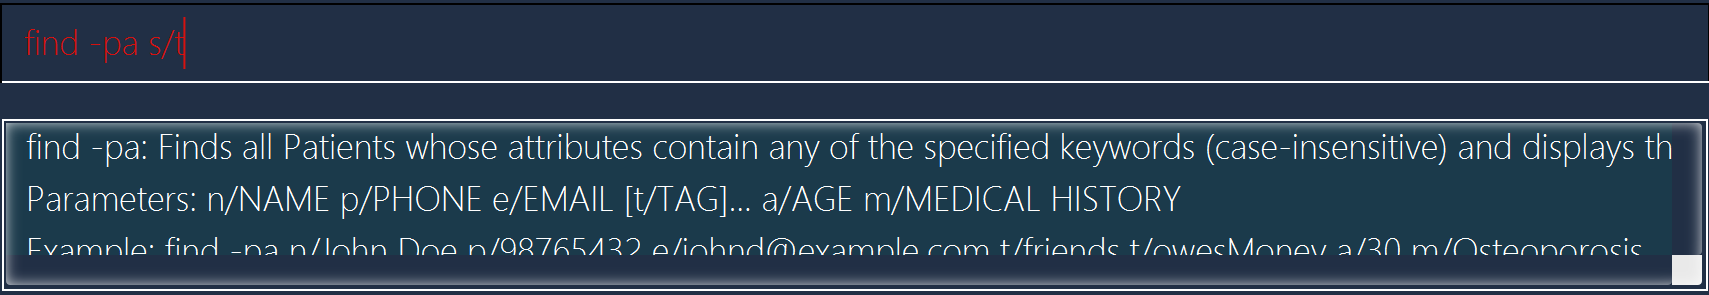 find -pa s/t
find -pa: Finds all Patients whose attributes contain any of the specified keywords (case-insensitive) and displays th
Parameters: n/NAME p/PHONE e/EMAIL [t/TAG]... a/AGE m/MEDICAL HISTORY
Example: find -pa n/John Doe p/98765432 e/johnd@example.com t/friends t/owesMoney a/30 m/Osteoporosis